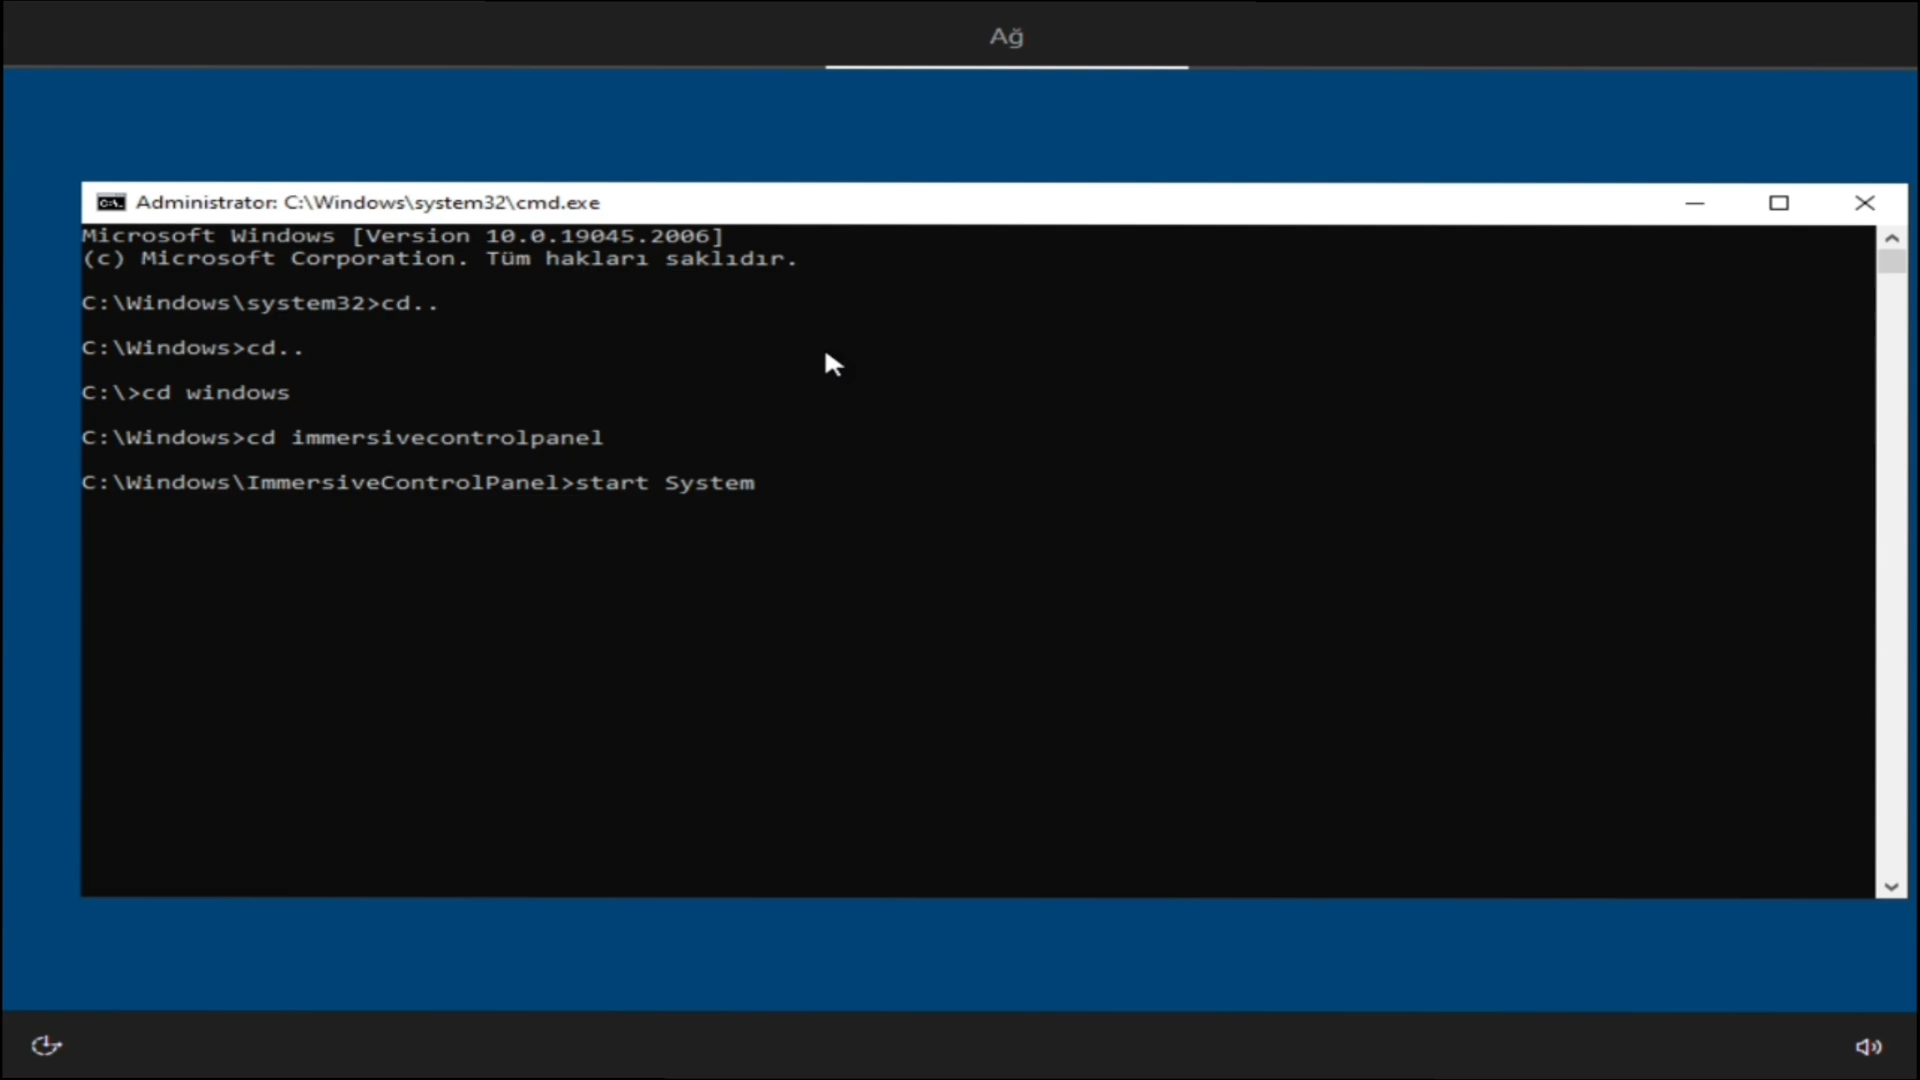 Ağ
Administrator: C:\Windows\system32\cmd.exe
Microsoft Windows [Version 10.0.19045.2006]
(c) Microsoft Corporation. Tüm hakları saklıdır.
C:\Windows\system32>cd..
C:\Windows>cd..
C:\>cd windows
C:\Windows>cd immersivecontrolpanel
C:\Windows\ImmersiveControlPanel>start System